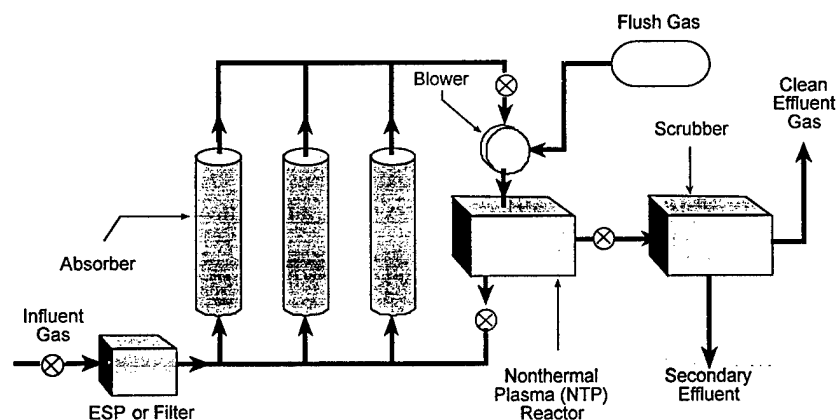 Flush Gas
Blower
Clean
Effluent
Gas
Scrubber
Absorber
Influent
Gas
ESP or Filter
Nonthermal
Plasma (NTP)
Reactor
Secondary
Effluent